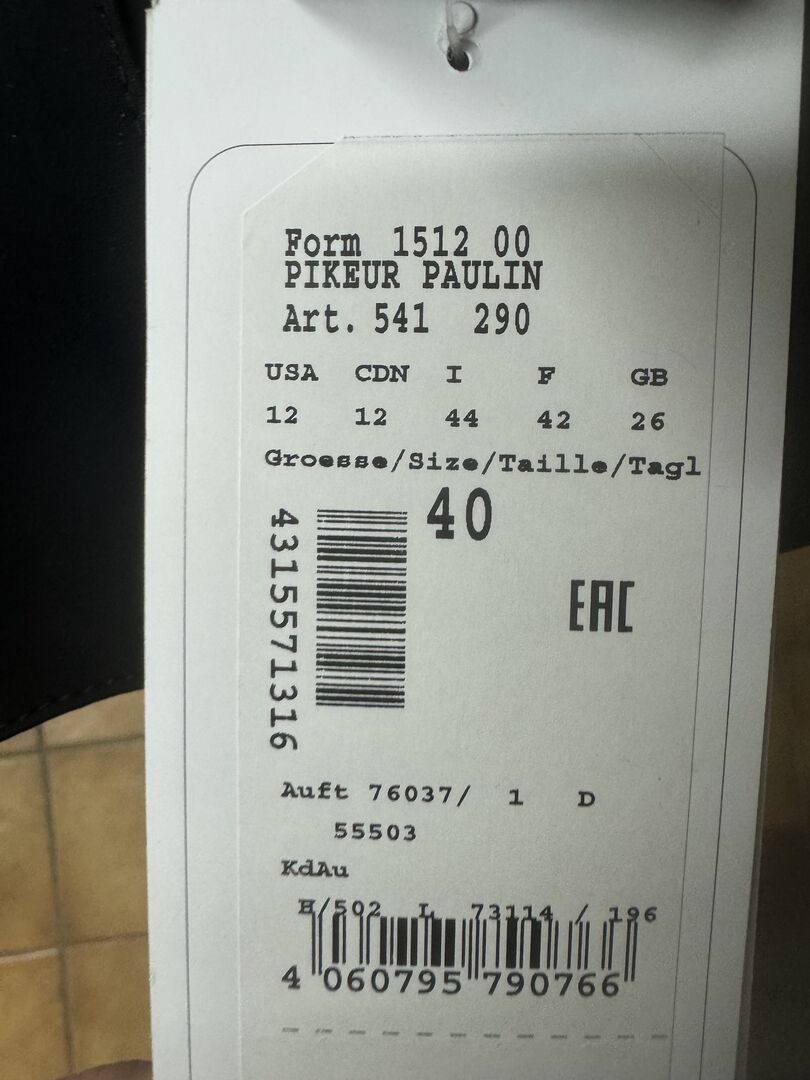 Form 1512 00
PIKEUR PAULIN
Art. 541 290
USA CDN I F GB
12 12 44 42 26
Groesse/Size/Taille/Tagl
40
4315571316
EAC
Auft 76037/ 1 D
55503
KdAu
H/502 L 73114 / 196
4 060795 790766